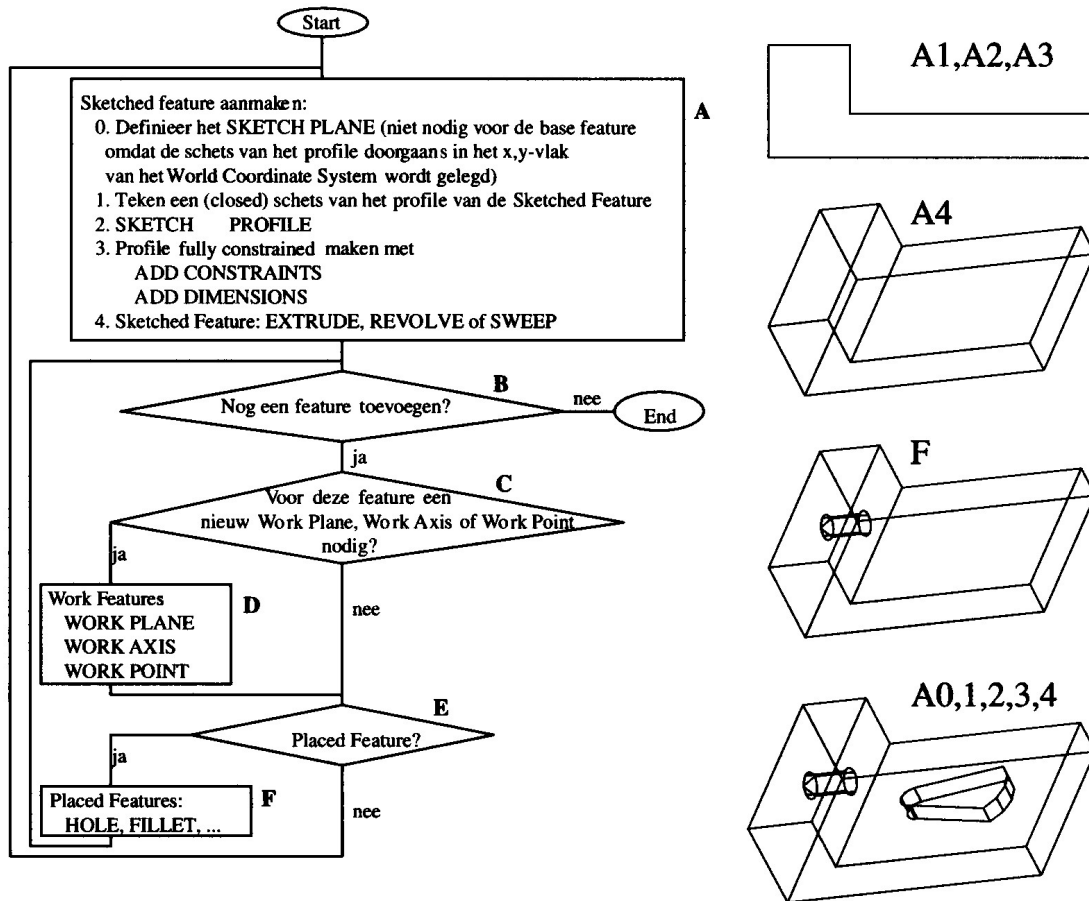 Start
Sketched feature aanmaken:
A
0. Definieer het SKETCH PLANE (niet nodig voor de base feature
omdat de schets van het profile doorgaans in het x,y-vlak
van het World Coordinate System wordt gelegd)
1. Teken een (closed) schets van het profile van de Sketched Feature
2. SKETCH PROFILE
3. Profile fully constrained maken met
ADD CONSTRAINTS
ADD DIMENSIONS
4. Sketched Feature: EXTRUDE, REVOLVE of SWEEP
B
Nog een feature toevoegen?
nee
End
ja
C
Voor deze feature een
nieuw Work Plane, Work Axis of Work Point
nodig?
ja
nee
Work Features
D
WORK PLANE
WORK AXIS
WORK POINT
E
Placed Feature?
ja
nee
Placed Features:
F
HOLE, FILLET, ...
A1,A2,A3
A4
F
A0,1,2,3,4